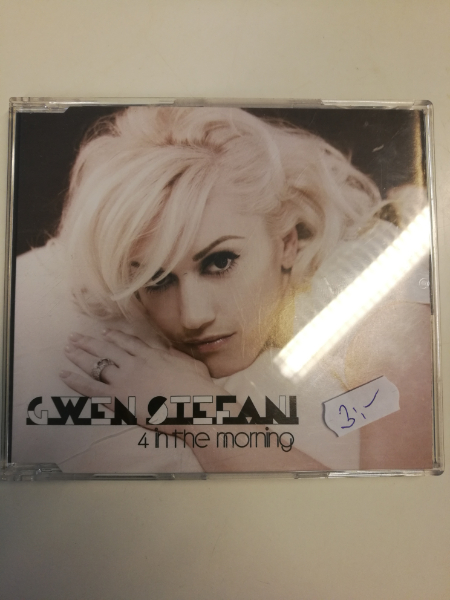 GWEN STEFANI
4 in the morning
3,-